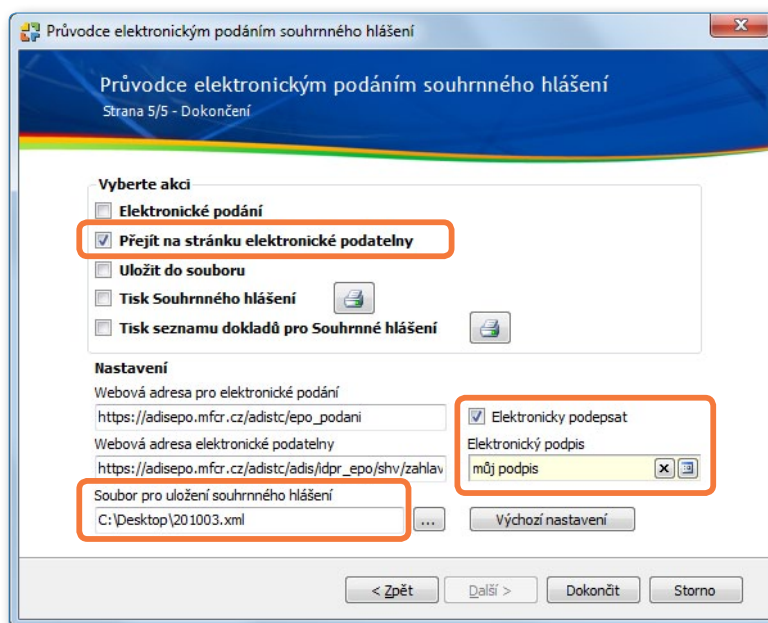 Průvodce elektronickým podáním souhrnného hlášení
Průvodce elektronickým podáním souhrnného hlášení
Strana 5/5 - Dokončení
Vyberte akci
Elektronické podání
Přejít na stránku elektronické podatelny
Uložit do souboru
Tisk Souhrnného hlášení
Tisk seznamu dokladů pro Souhrnné hlášení
Nastavení
Webová adresa pro elektronické podání
https://adisepo.mfcr.cz/adistc/epo_podani
Elektronicky podepsat
Webová adresa elektronické podatelny
Elektronický podpis
https://adisepo.mfcr.cz/adistc/adis/idpr_epo/shv/zahlav
můj podpis
Soubor pro uložení souhrnného hlášení
C:\Desktop\201003.xml
...
Výchozí nastavení
< Zpět
Další >
Dokončit
Storno